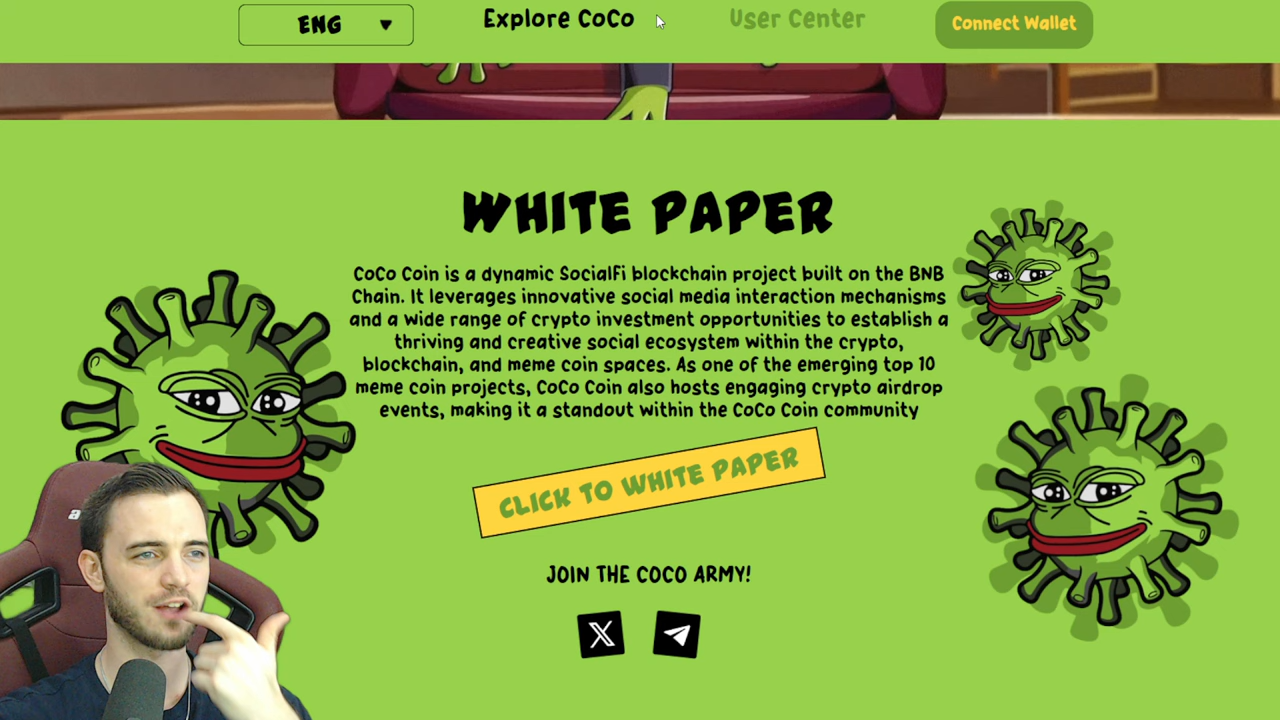 ENG
Explore CoCo
User Center
Connect Wallet
WHITE PAPER
CoCo Coin is a dynamic SocialFi blockchain project built on the BNB
Chain. It leverages innovative social media interaction mechanisms
and a wide range of crypto investment opportunities to establish a
thriving and creative social ecosystem within the crypto,
blockchain, and meme coin spaces. As one of the emerging top 10
meme coin projects, CoCo Coin also hosts engaging crypto airdrop
events, making it a standout within the CoCo Coin community
CLICK TO WHITE PAPER
JOIN THE COCO ARMY!